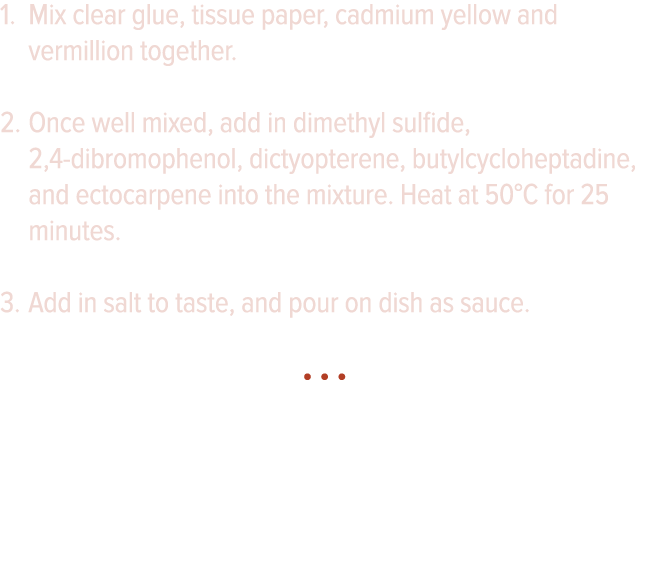 1. Mix clear glue, tissue paper, cadmium yellow and
vermillion together.
2. Once well mixed, add in dimethyl sulfide,
2,4-dibromophenol, dictyopterene, butylcycloheptadine,
and ectocarpene into the mixture. Heat at 50°C for 25
minutes.
3. Add in salt to taste, and pour on dish as sauce.
• • •